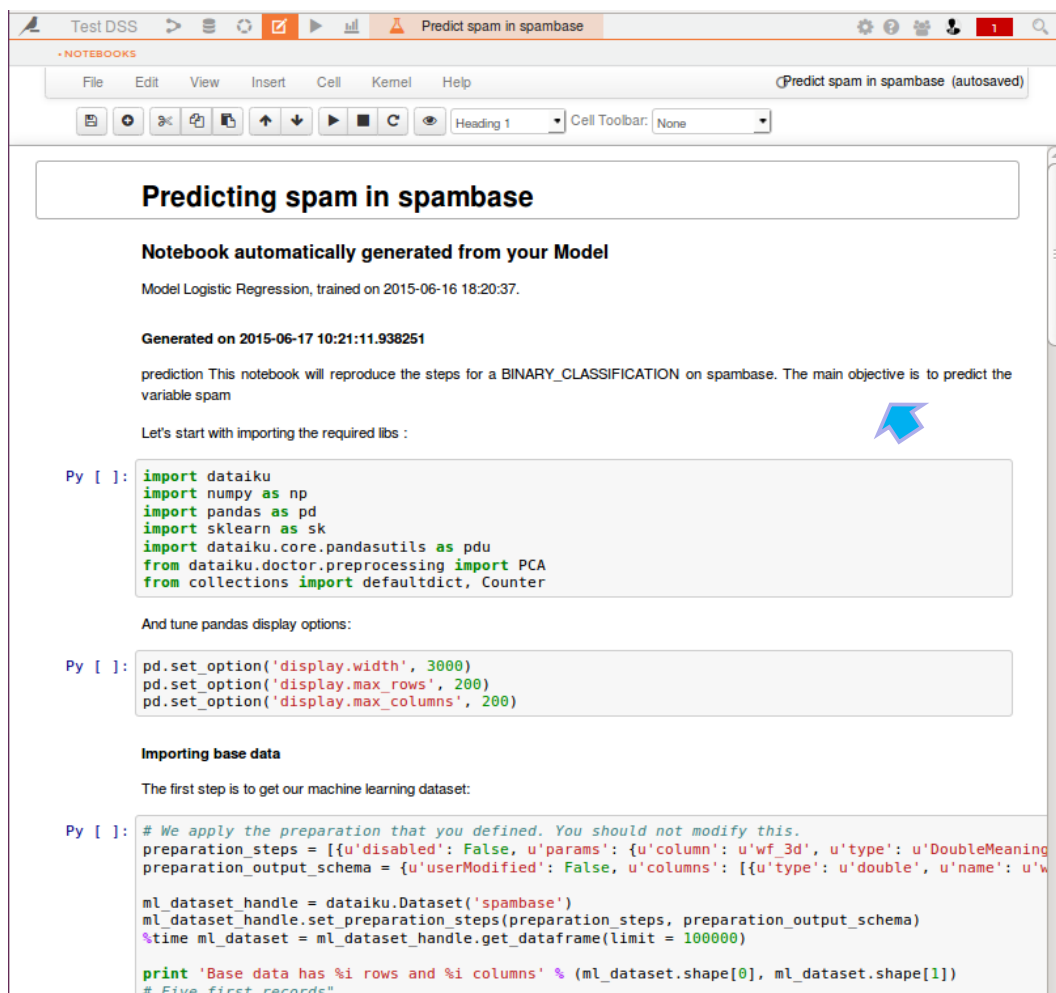 Test DSS Predict spam in spambase 1
NOTEBOOKS
File Edit View Insert Cell Kernel Help Predict spam in spambase (autosaved)
Heading 1 Cell Toolbar: None
Predicting spam in spambase
Notebook automatically generated from your Model
Model Logistic Regression, trained on 2015-06-16 18:20:37.
Generated on 2015-06-17 10:21:11.938251
prediction This notebook will reproduce the steps for a BINARY_CLASSIFICATION on spambase. The main objective is to predict the
variable spam
Let's start with importing the required libs :
Py [ ]: import dataiku
import numpy as np
import pandas as pd
import sklearn as sk
import dataiku.core.pandasutils as pdu
from dataiku.doctor.preprocessing import PCA
from collections import defaultdict, Counter
And tune pandas display options:
Py [ ]: pd.set_option('display.width', 3000)
pd.set_option('display.max_rows', 200)
pd.set_option('display.max_columns', 200)
Importing base data
The first step is to get our machine learning dataset:
Py [ ]: # We apply the preparation that you defined. You should not modify this.
preparation_steps = [{u'disabled': False, u'params': {u'column': u'wf_3d', u'type': u'DoubleMeaning
preparation_output_schema = {u'userModified': False, u'columns': [{u'type': u'double', u'name': u'w
ml_dataset_handle = dataiku.Dataset('spambase')
ml_dataset_handle.set_preparation_steps(preparation_steps, preparation_output_schema)
%time ml_dataset = ml_dataset_handle.get_dataframe(limit = 100000)
print 'Base data has %i rows and %i columns' % (ml_dataset.shape[0], ml_dataset.shape[1])
# Five first records"